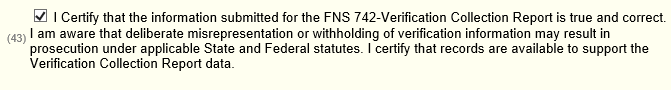 I Certify that the information submitted for the FNS 742-Verification Collection Report is true and correct.
(43) I am aware that deliberate misrepresentation or withholding of verification information may result in
prosecution under applicable State and Federal statutes. I certify that records are available to support the
Verification Collection Report data.